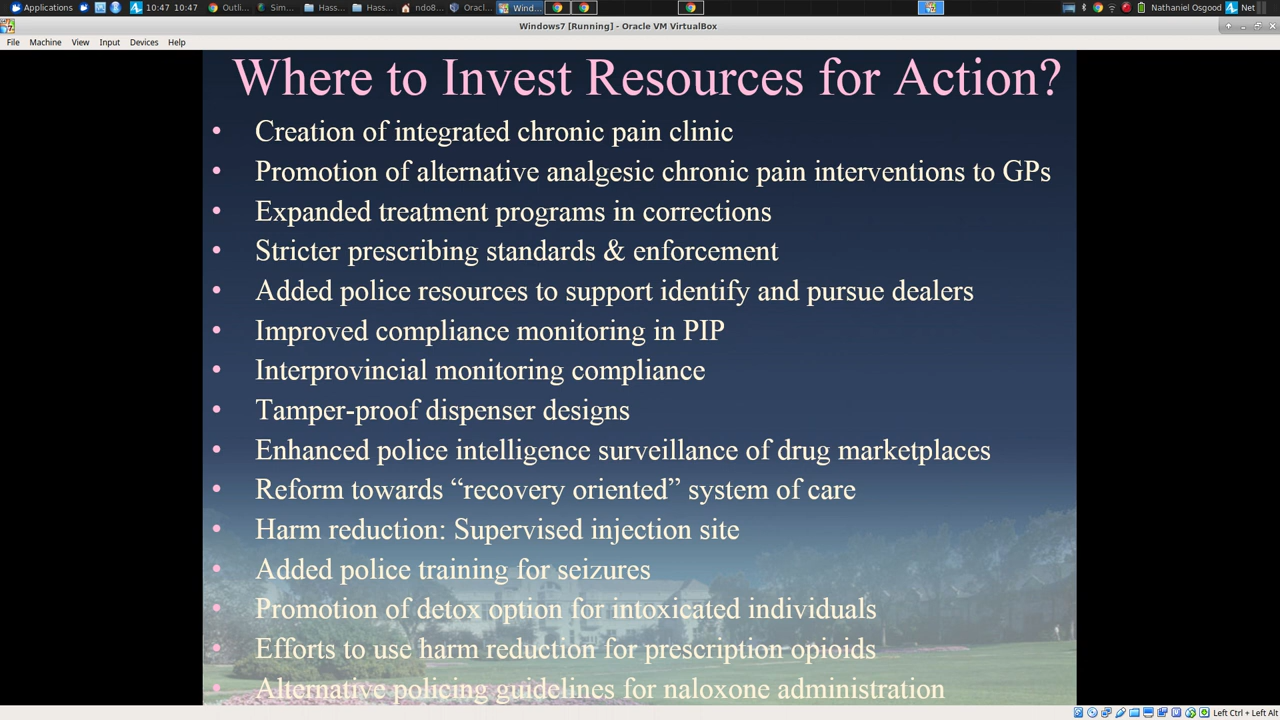 Applications
10:47 10:47
Outli...
Sim...
Hass...
Hass...
ndo8...
Oracl...
Wind...
Nathaniel Osgood
Net
Windows7 [Running] - Oracle VM VirtualBox
File Machine View Input Devices Help
Where to Invest Resources for Action?
• Creation of integrated chronic pain clinic
• Promotion of alternative analgesic chronic pain interventions to GPs
• Expanded treatment programs in corrections
• Stricter prescribing standards & enforcement
• Added police resources to support identify and pursue dealers
• Improved compliance monitoring in PIP
• Interprovincial monitoring compliance
• Tamper-proof dispenser designs
• Enhanced police intelligence surveillance of drug marketplaces
• Reform towards “recovery oriented” system of care
• Harm reduction: Supervised injection site
• Added police training for seizures
• Promotion of detox option for intoxicated individuals
• Efforts to use harm reduction for prescription opioids
• Alternative policing guidelines for naloxone administration
Left Ctrl + Left Alt